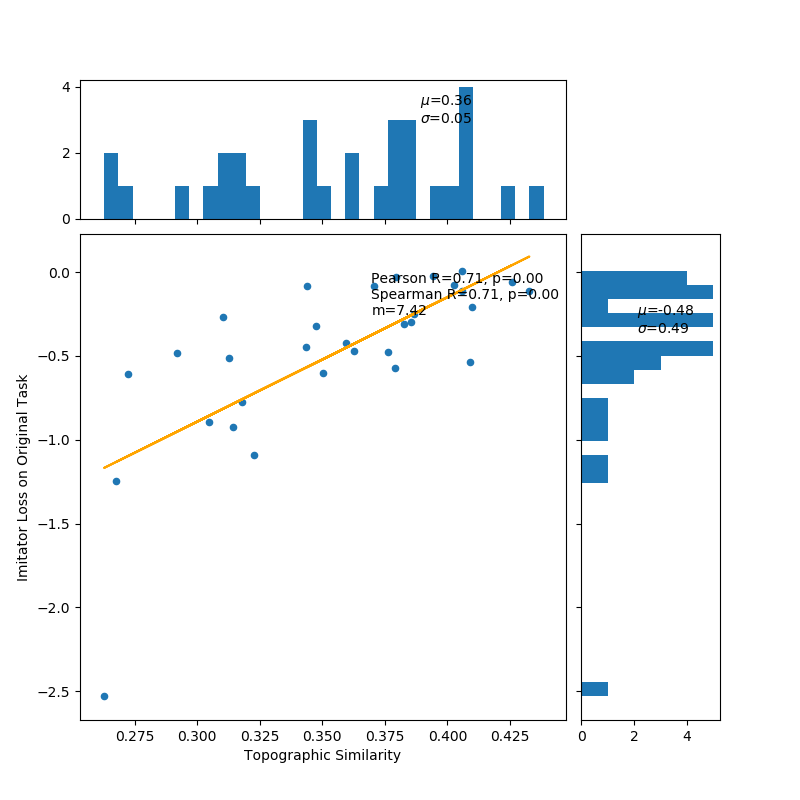 4
2
0
μ=0.36
σ=0.05
0.0
−0.5
−1.0
−1.5
−2.0
−2.5
Imitator Loss on Original Task
Pearson R=0.71, p=0.00
Spearman R=0.71, p=0.00
m=7.42
μ=-0.48
σ=0.49
0.275 0.300 0.325 0.350 0.375 0.400 0.425
Topographic Similarity
0 2 4